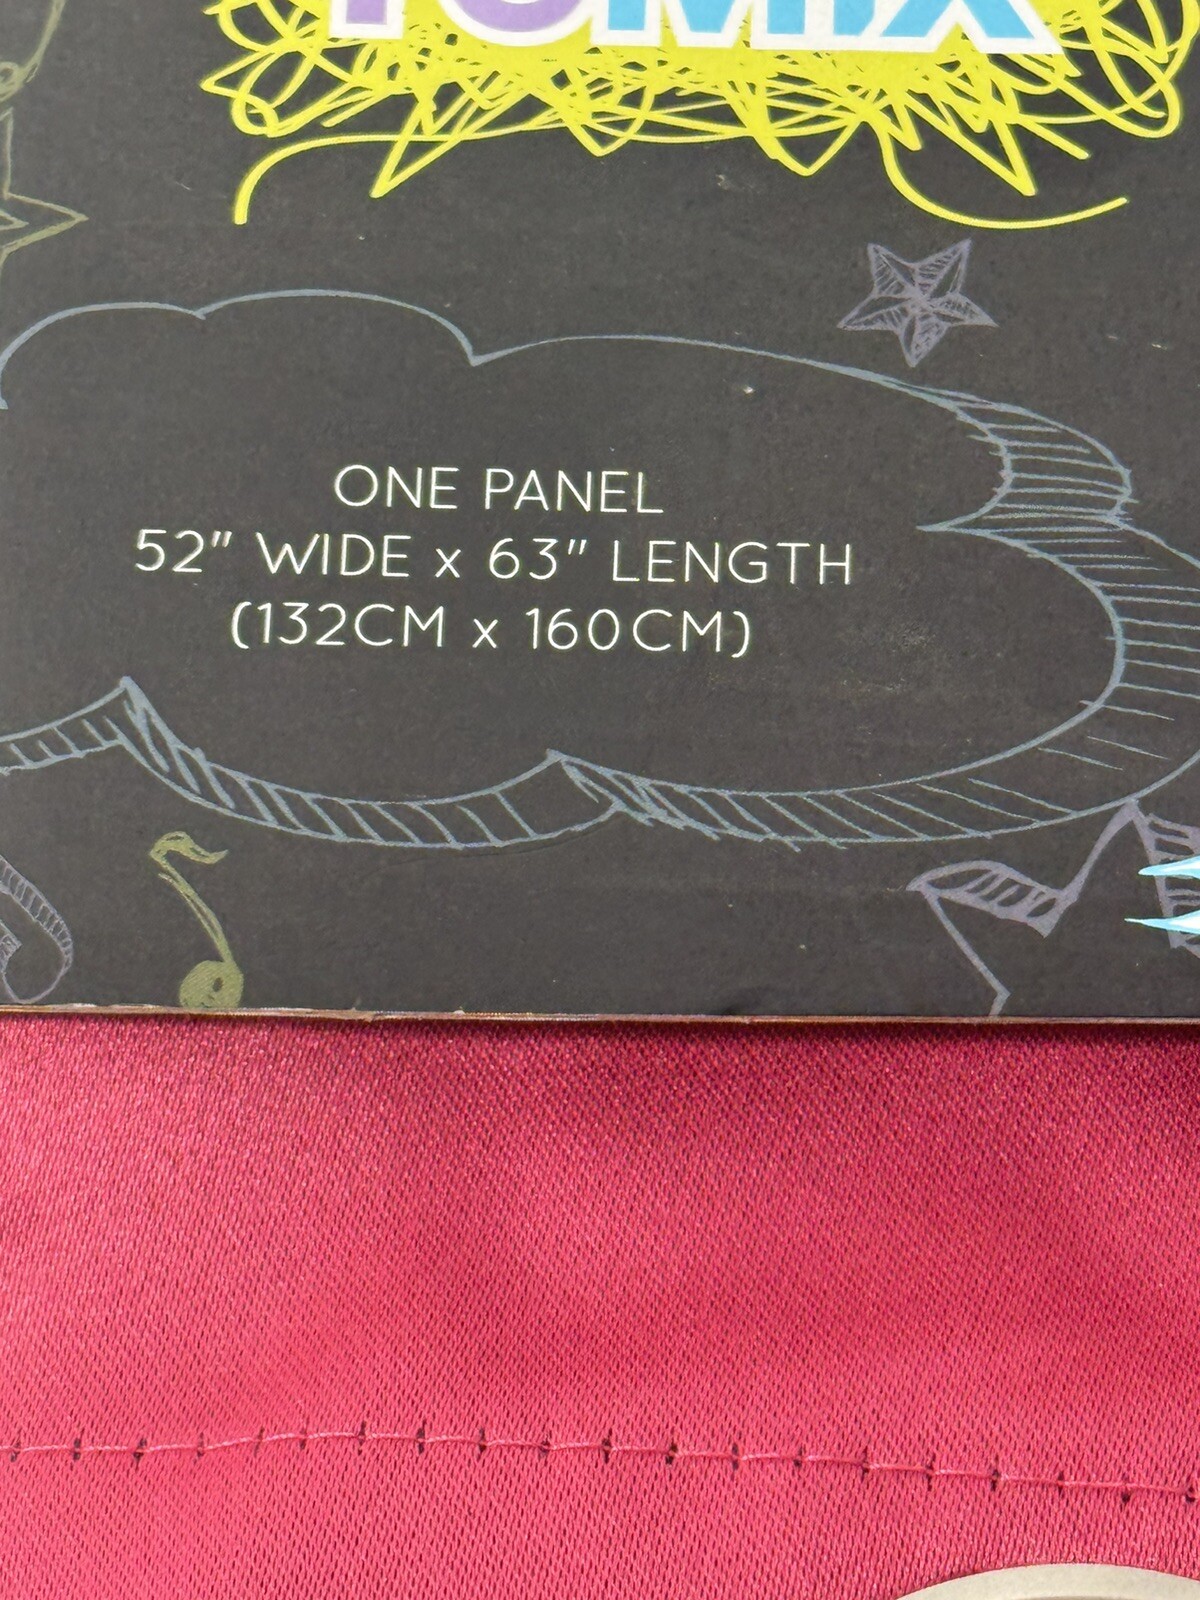 ONE PANEL
52" WIDE x 63" LENGTH
(132CM x 160CM)